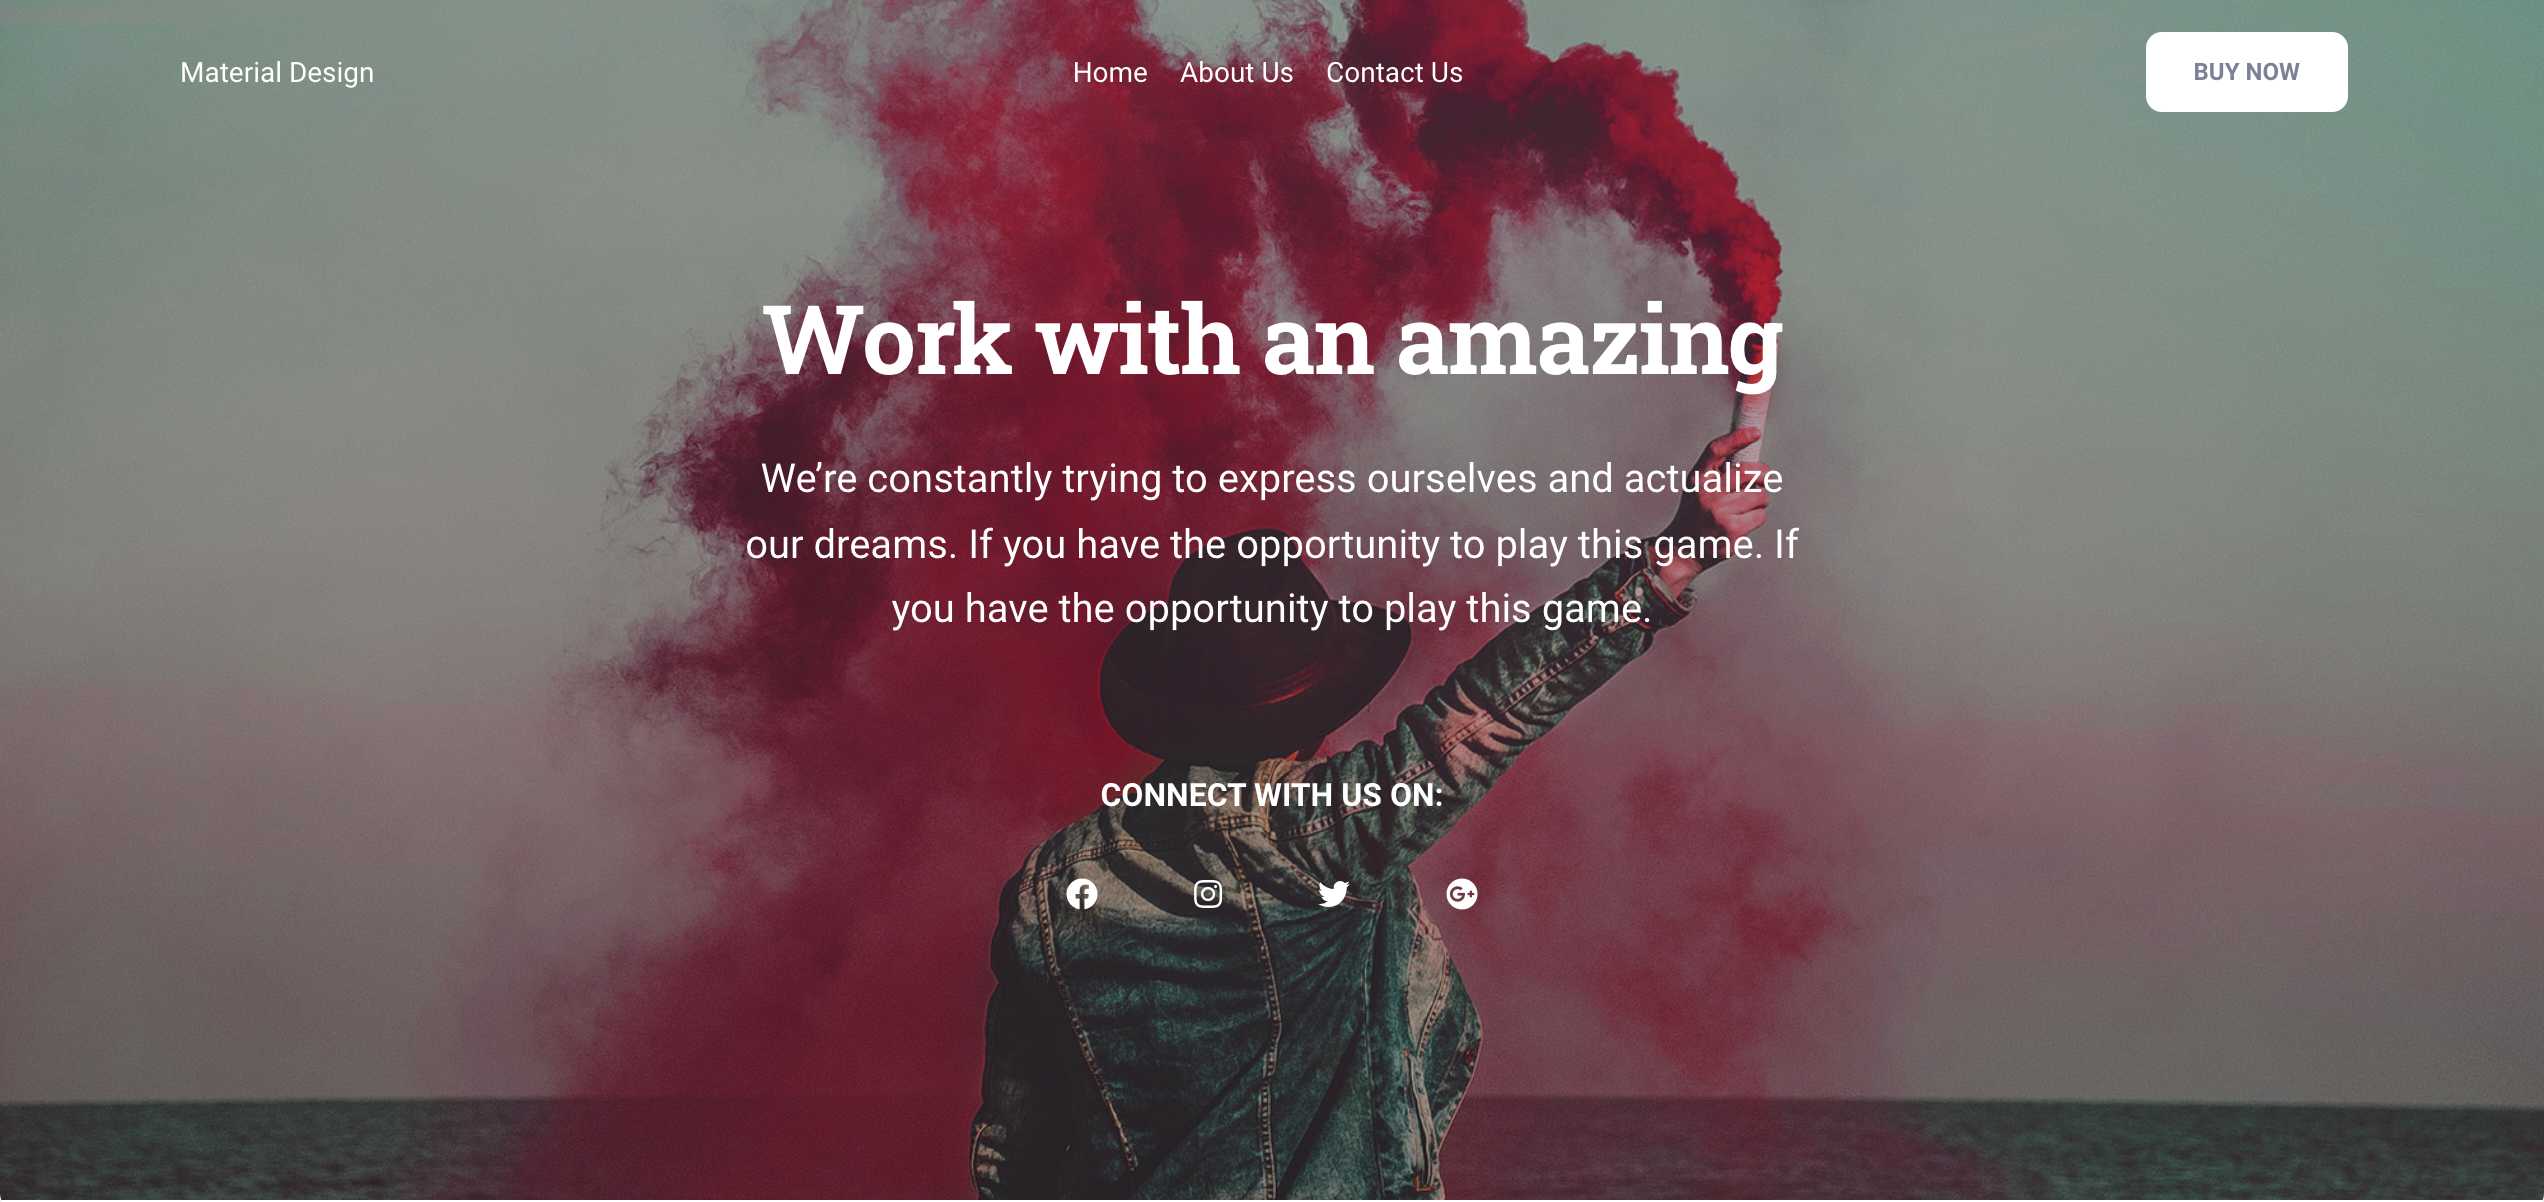 Material Design
Home About Us Contact Us
BUY NOW
Work with an amazing
We’re constantly trying to express ourselves and actualize
our dreams. If you have the opportunity to play this game. If
you have the opportunity to play this game.
CONNECT WITH US ON:
G+